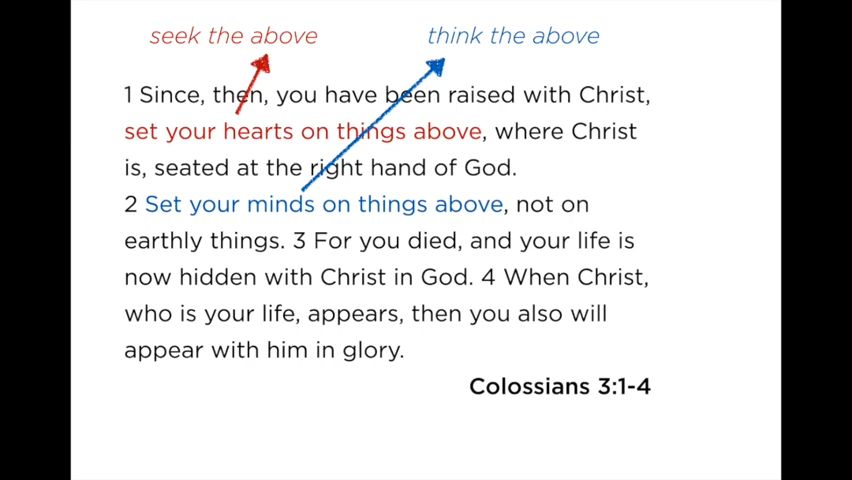 seek the above
think the above
1 Since, then, you have been raised with Christ,
set your hearts on things above, where Christ
is, seated at the right hand of God.
2 Set your minds on things above, not on
earthly things. 3 For you died, and your life is
now hidden with Christ in God. 4 When Christ,
who is your life, appears, then you also will
appear with him in glory.
Colossians 3:1-4